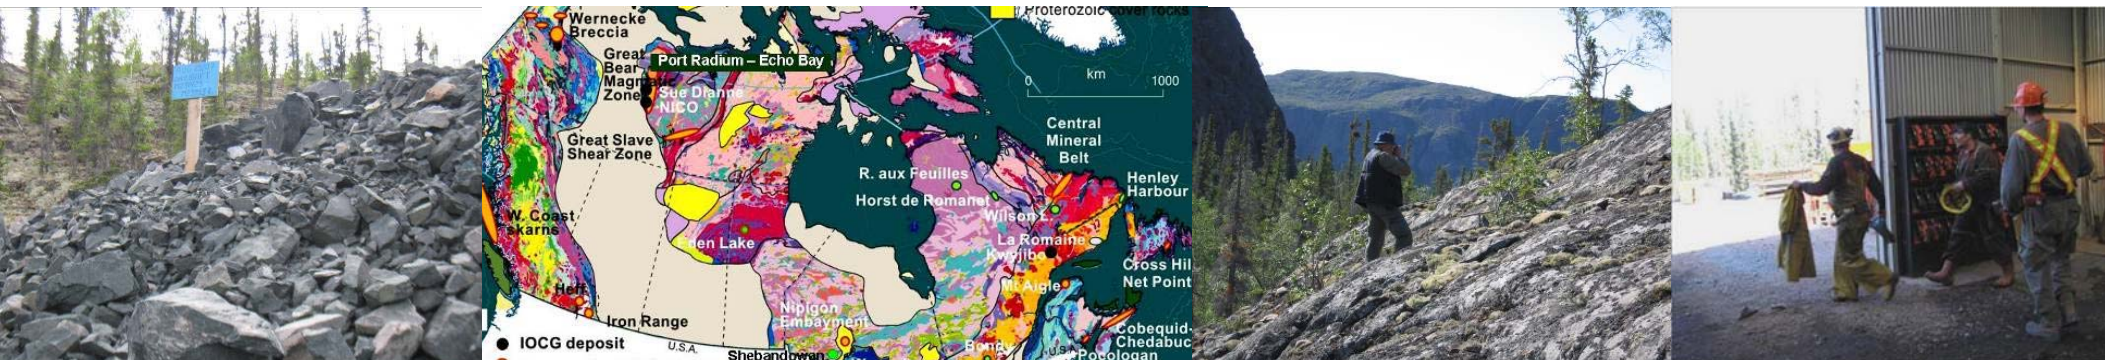 Wernecke
Breccia
Proterozoic cover rocks
Great
Bear
Magmatic
Zone
Port Radium – Echo Bay
Sue Dianne
NICO
km
0
1000
Great Slave
Shear Zone
Central
Mineral
Belt
R. aux Feuilles
Henley
Harbour
Horst de Romanet
Wilson L.
W. Coast
skarns
Eden Lake
La Romaine
Kwyjibo
Cross Hil
Net Point
Heff
Mt Aigle
Nipigon
Embayment
Iron Range
IOCG deposit
U.S.A.
Shebandowan
Bondy
U.S.A.
Cobequid-
Chedabuc
Pocologan